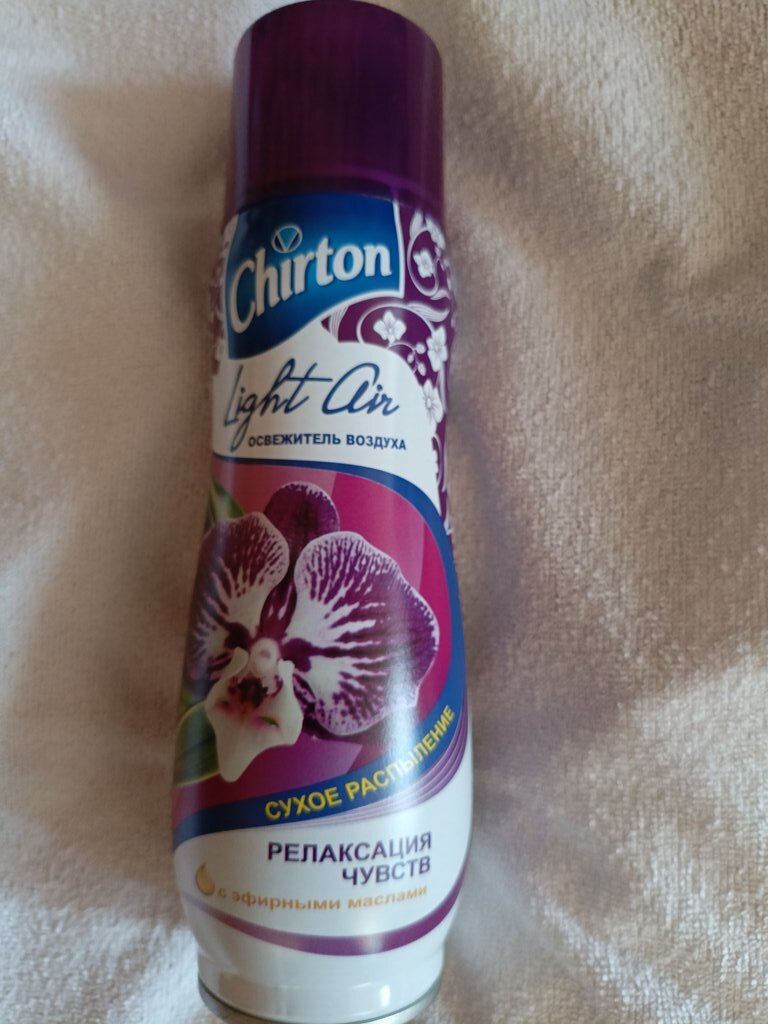 Chirton
Light Air
ОСВЕЖИТЕЛЬ ВОЗДУХА
СУХОЕ РАСПЫЛЕНИЕ
РЕЛАКСАЦИЯ
ЧУВСТВ
с эфирными маслами